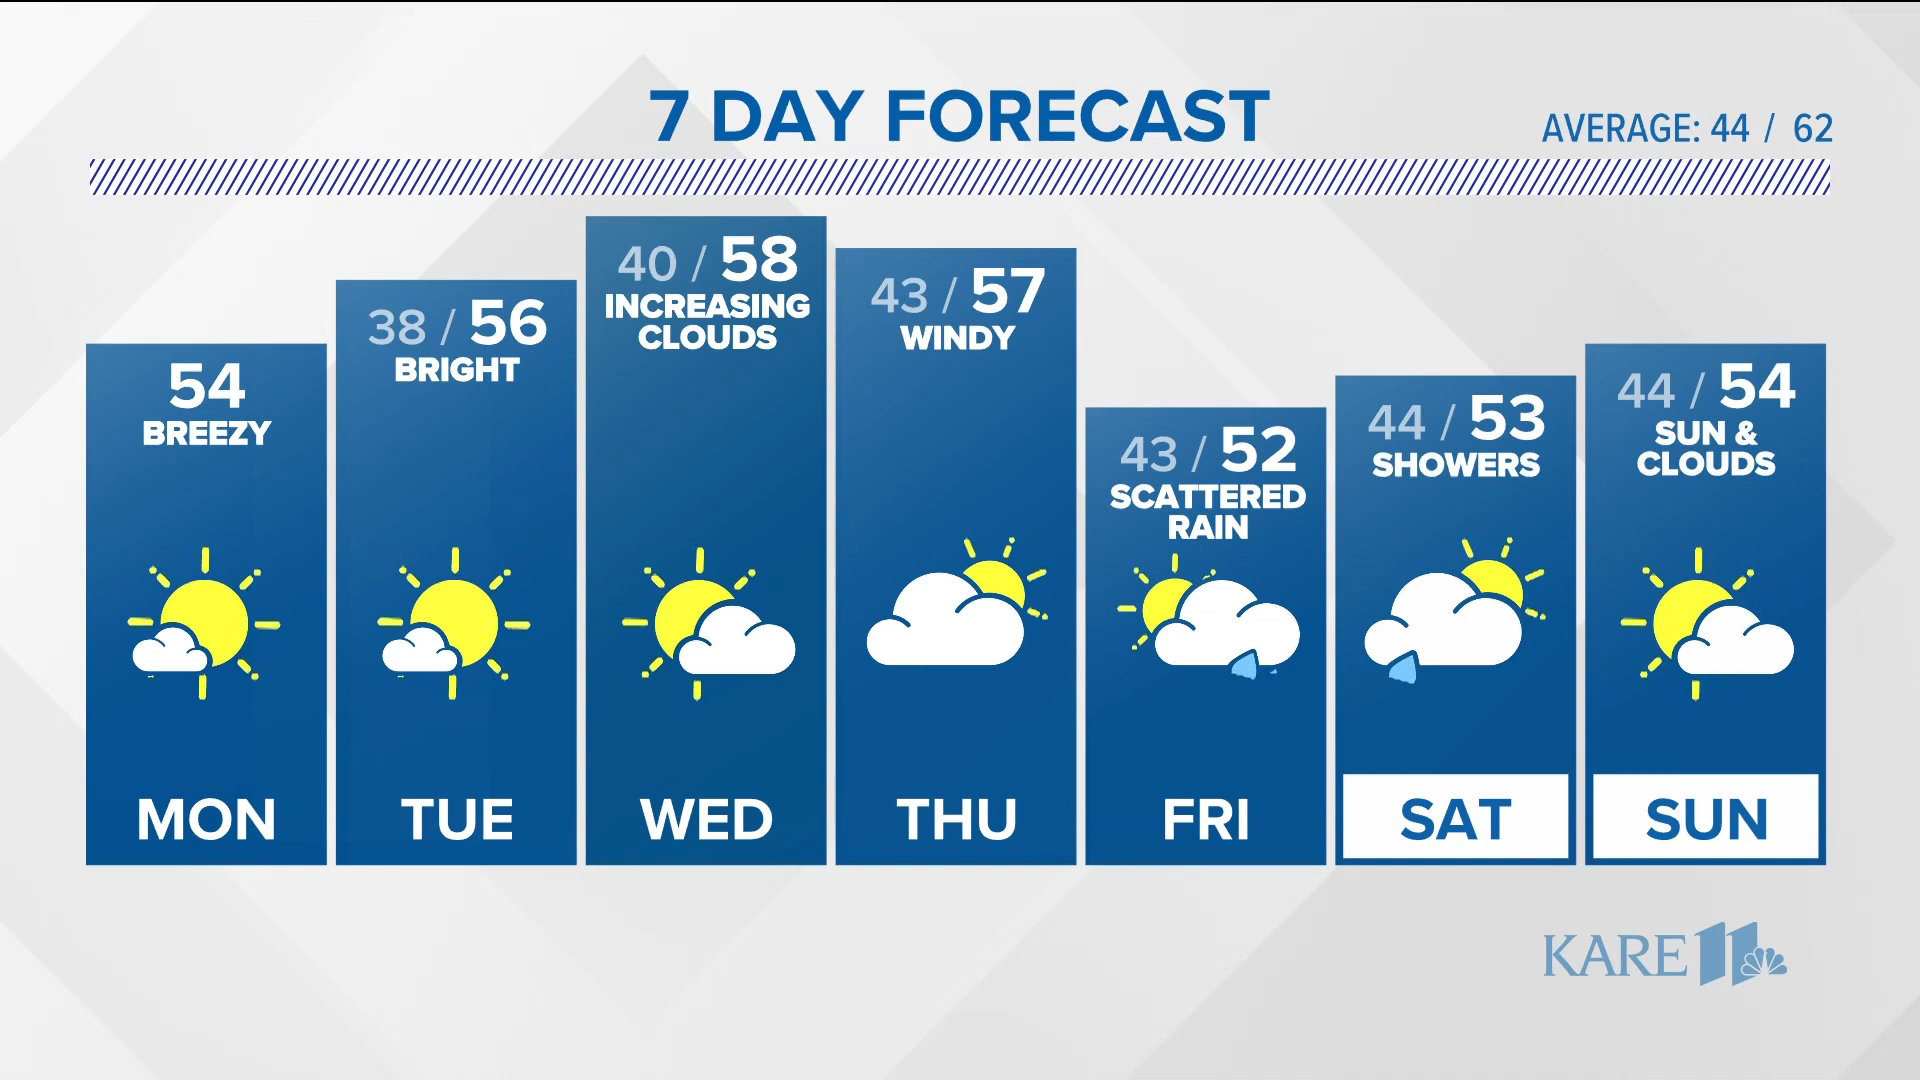 7 DAY FORECAST
AVERAGE: 44 / 62
54
BREEZY
MON
38 / 56
BRIGHT
TUE
40 / 58
INCREASING
CLOUDS
WED
43 / 57
WINDY
THU
43 / 52
SCATTERED
RAIN
FRI
44 / 53
SHOWERS
SAT
44 / 54
SUN &
CLOUDS
SUN
KARE 11